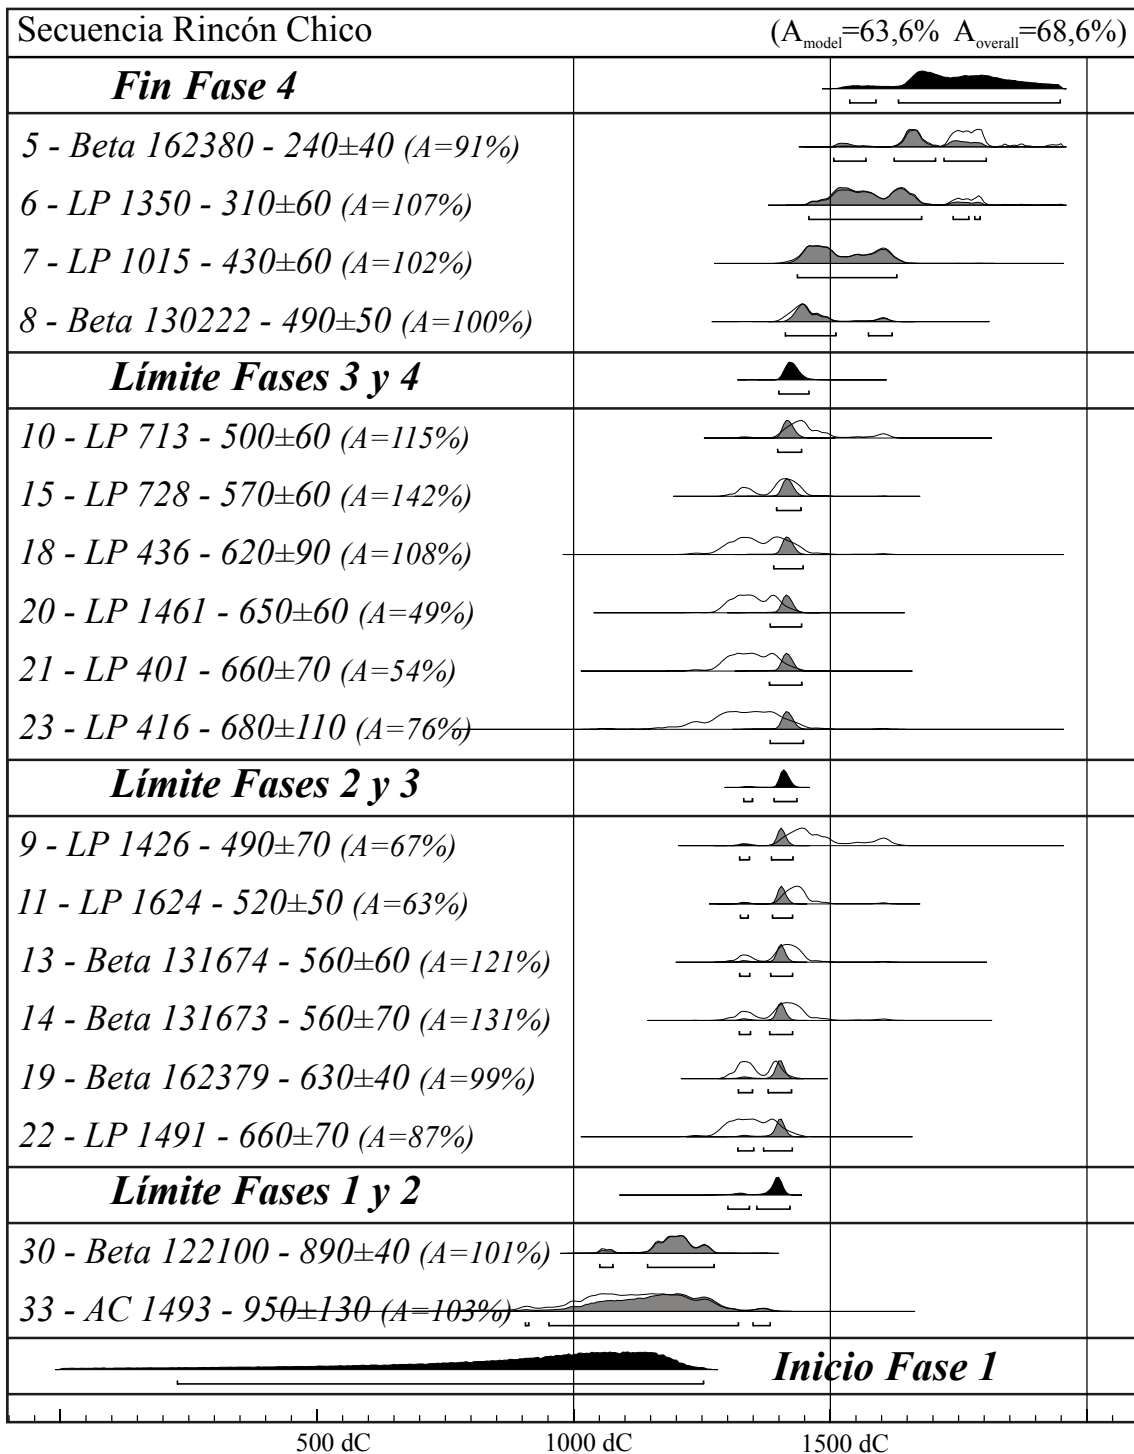 Secuencia Rincón Chico (Amodel=63,6% Aoverall=68,6%)
Fin Fase 4
5 - Beta 162380 - 240±40 (A=91%)
6 - LP 1350 - 310±60 (A=107%)
7 - LP 1015 - 430±60 (A=102%)
8 - Beta 130222 - 490±50 (A=100%)
Límite Fases 3 y 4
10 - LP 713 - 500±60 (A=115%)
15 - LP 728 - 570±60 (A=142%)
18 - LP 436 - 620±90 (A=108%)
20 - LP 1461 - 650±60 (A=49%)
21 - LP 401 - 660±70 (A=54%)
23 - LP 416 - 680±110 (A=76%)
Límite Fases 2 y 3
9 - LP 1426 - 490±70 (A=67%)
11 - LP 1624 - 520±50 (A=63%)
13 - Beta 131674 - 560±60 (A=121%)
14 - Beta 131673 - 560±70 (A=131%)
19 - Beta 162379 - 630±40 (A=99%)
22 - LP 1491 - 660±70 (A=87%)
Límite Fases 1 y 2
30 - Beta 122100 - 890±40 (A=101%)
33 - AC 1493 - 950±130 (A=103%)
Inicio Fase 1
500 dC 1000 dC 1500 dC